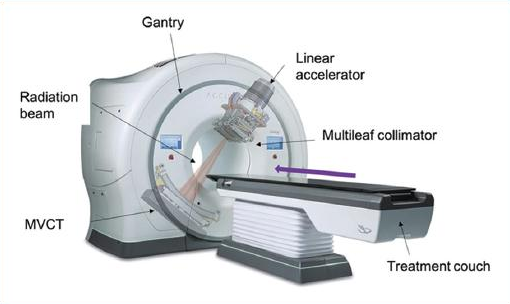 Gantry
Linear
accelerator
Radiation
beam
Multileaf collimator
MVCT
Treatment couch